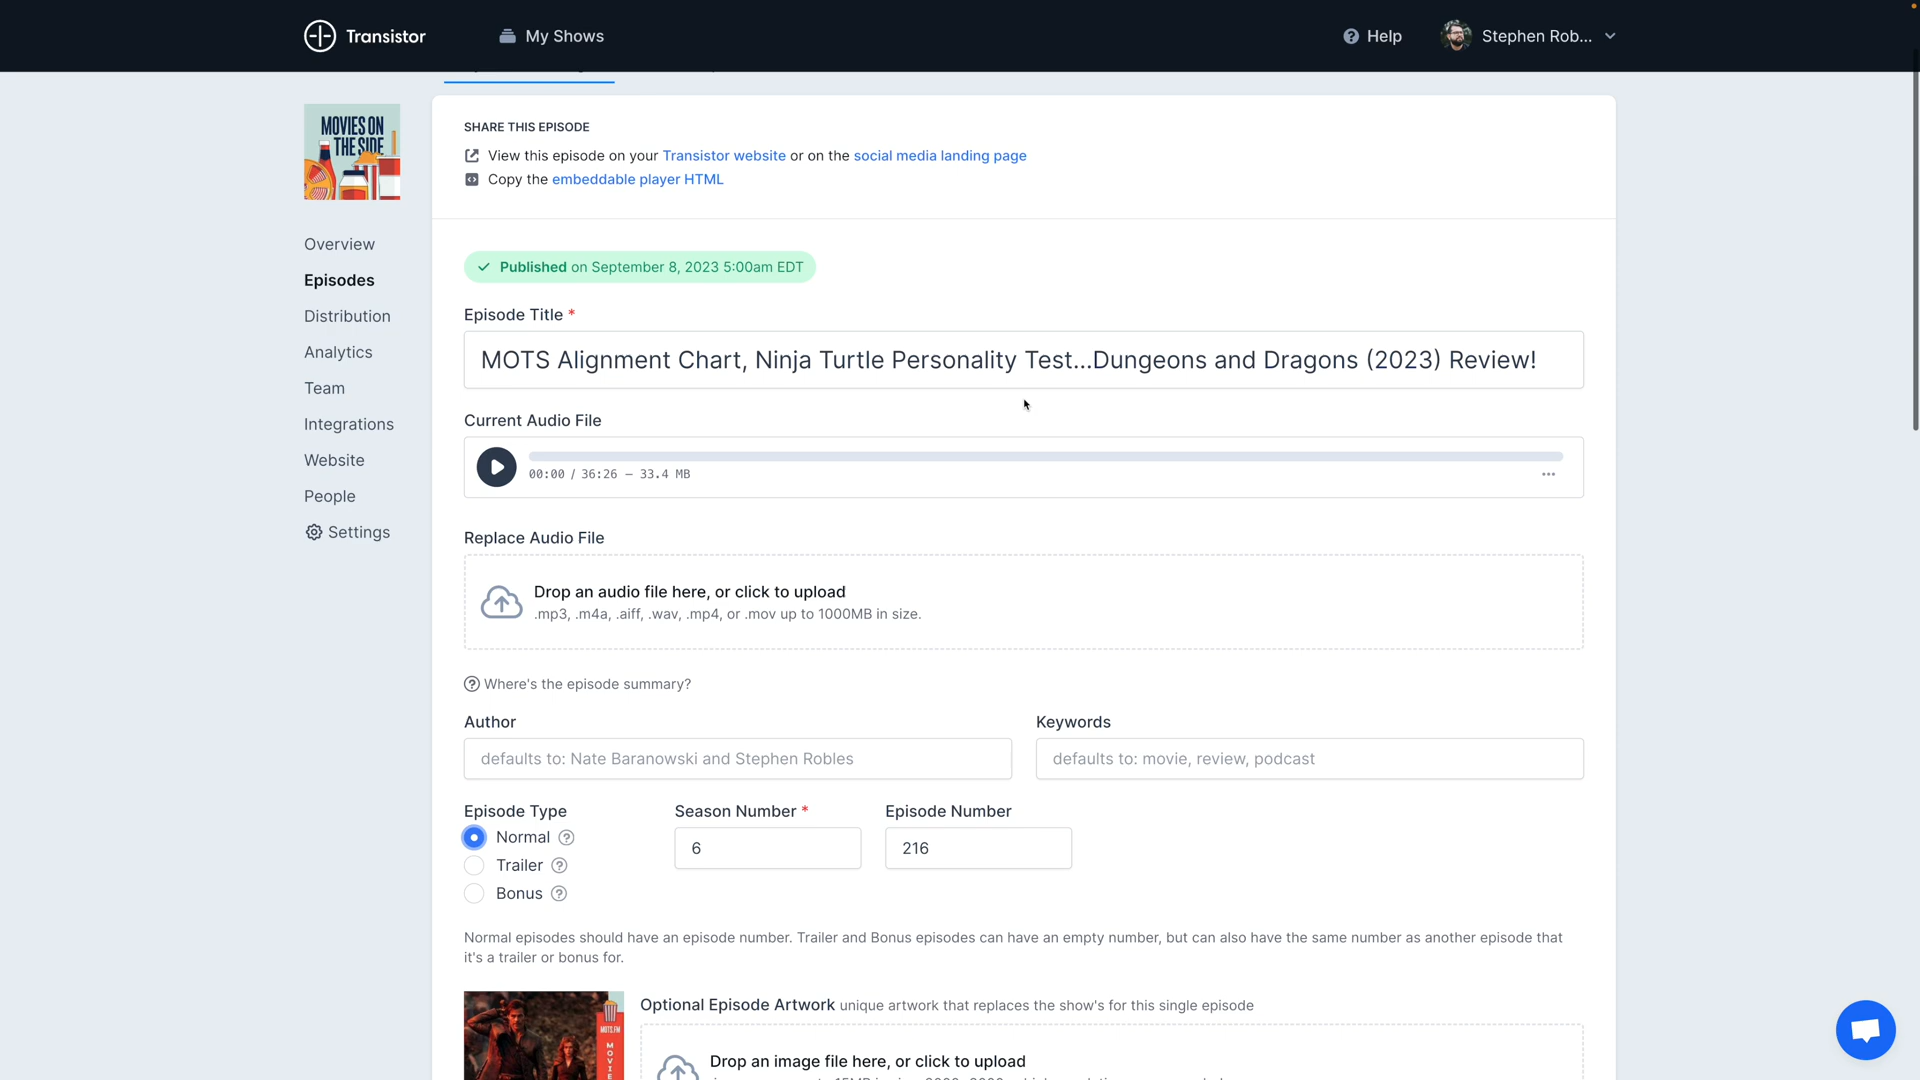 Transistor
My Shows
Help
Stephen Rob...
MOVIES ON
THE SIDE
Overview
Episodes
Distribution
Analytics
Team
Integrations
Website
People
Settings
SHARE THIS EPISODE
View this episode on your Transistor website or on the social media landing page
Copy the embeddable player HTML
Published on September 8, 2023 5:00am EDT
Episode Title *
MOTS Alignment Chart, Ninja Turtle Personality Test...Dungeons and Dragons (2023) Review!
Current Audio File
00:00 / 36:26 — 33.4 MB
Replace Audio File
Drop an audio file here, or click to upload
.mp3, .m4a, .aiff, .wav, .mp4, or .mov up to 1000MB in size.
Where's the episode summary?
Author
Keywords
defaults to: Nate Baranowski and Stephen Robles
defaults to: movie, review, podcast
Episode Type
Season Number *
Episode Number
Normal
6
216
Trailer
Bonus
Normal episodes should have an episode number. Trailer and Bonus episodes can have an empty number, but can also have the same number as another episode that
it's a trailer or bonus for.
Optional Episode Artwork unique artwork that replaces the show's for this single episode
MOTS.FM
MOVIE
Drop an image file here, or click to upload